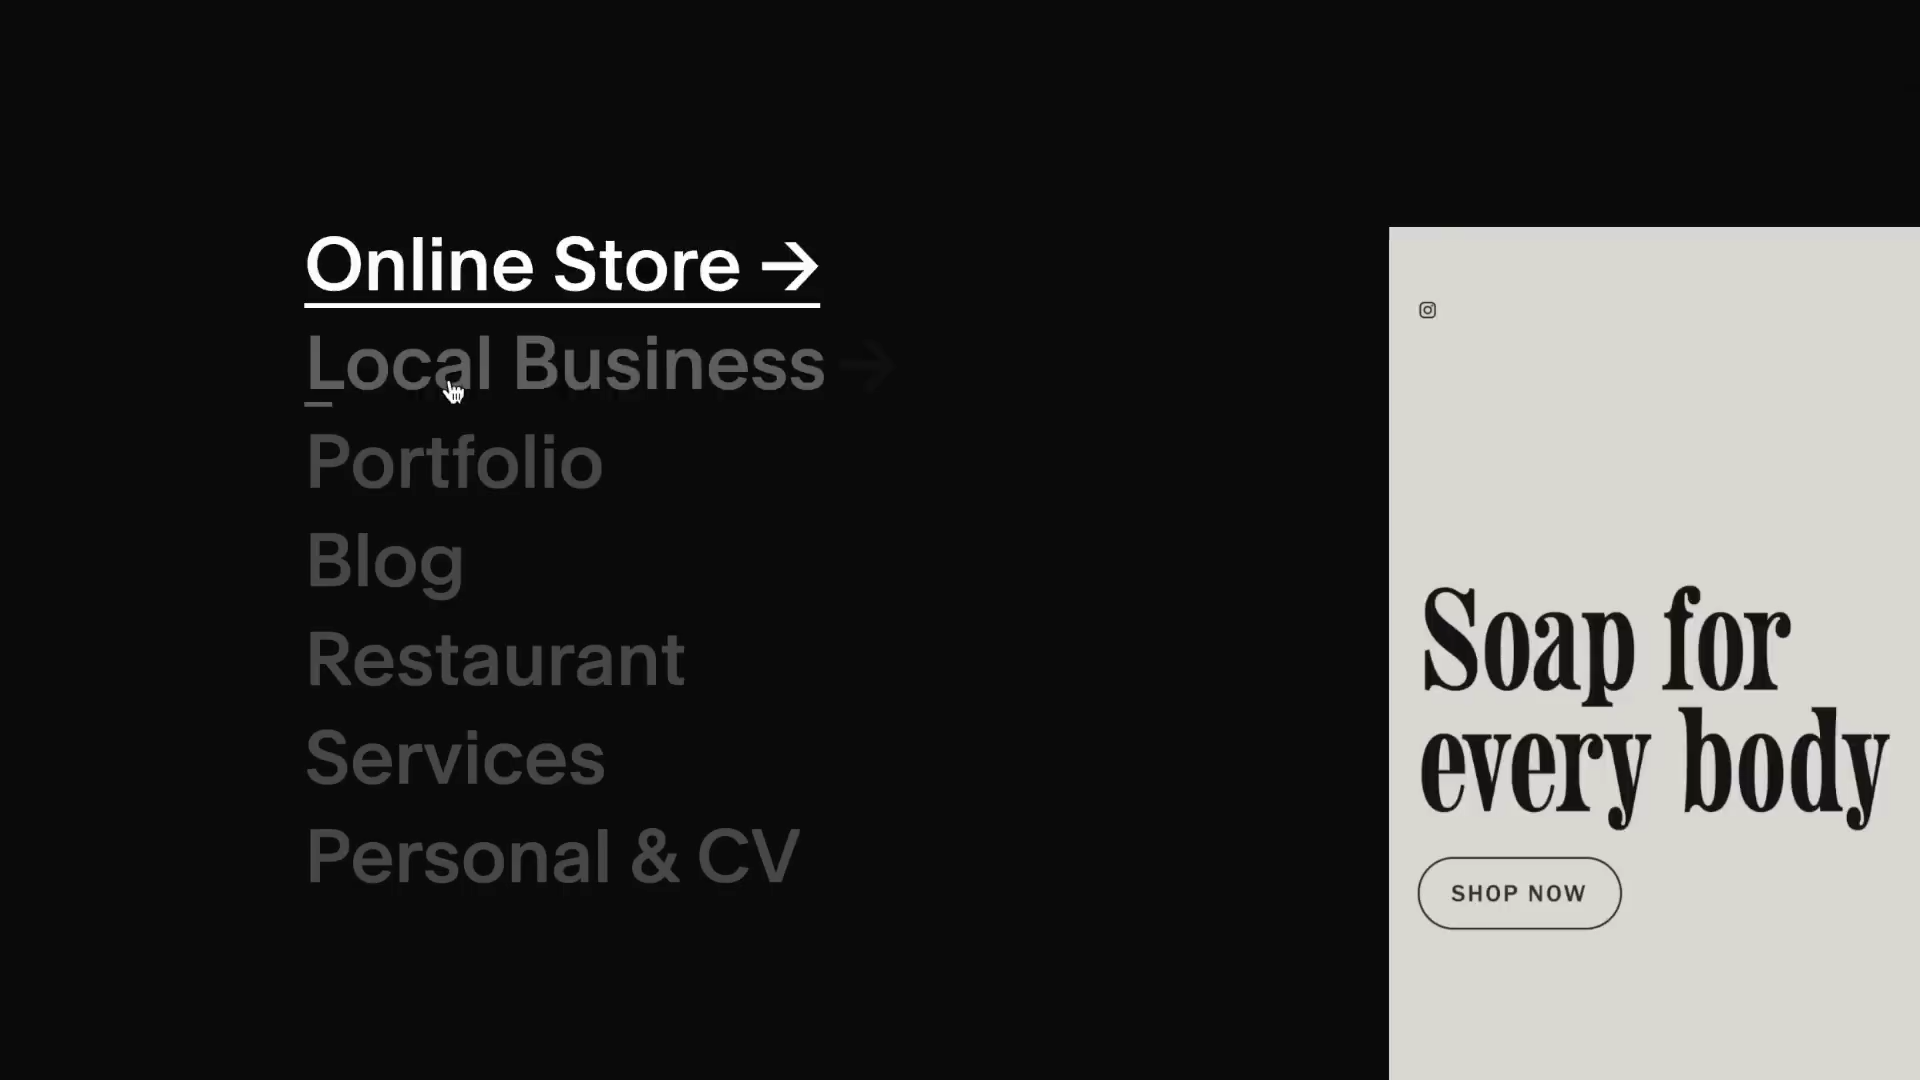 Online Store →
Local Business →
Portfolio
Blog
Restaurant
Services
Personal & CV
Soap for
every body
SHOP NOW